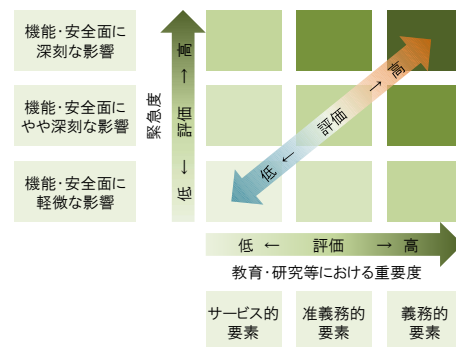 機能・安全面に
深刻な影響
機能・安全面に
やや深刻な影響
機能・安全面に
軽微な影響
緊急度
低 ← 評価 → 高
低 ← 評価 → 高
低 ← 評価 → 高
教育・研究等における重要度
サービス的
要素
准義務的
要素
義務的
要素